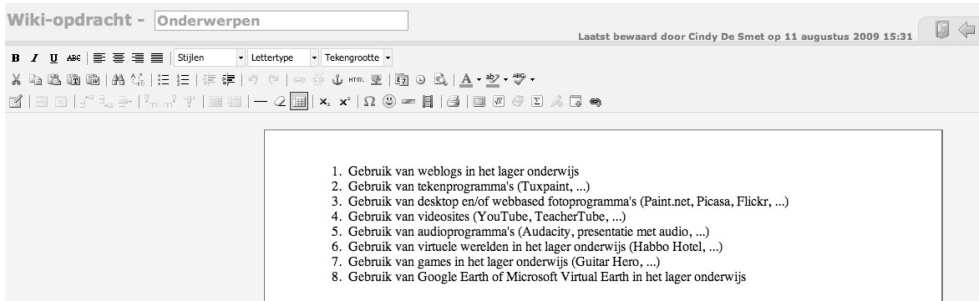 Wiki-opdracht - Onderwerpen
Laatst bewaard door Cindy De Smet op 11 augustus 2009 15:31
B I U ABC Stijlen Lettertype Tekengrootte
HTML
1. Gebruik van weblogs in het lager onderwijs
2. Gebruik van tekenprogramma's (Tuxpaint, ...)
3. Gebruik van desktop en/of webbased fotoprogramma's (Paint.net, Picasa, Flickr, ...)
4. Gebruik van videosites (YouTube, TeacherTube, ...)
5. Gebruik van audioprogramma's (Audacity, presentatie met audio, ...)
6. Gebruik van virtuele werelden in het lager onderwijs (Habbo Hotel, ...)
7. Gebruik van games in het lager onderwijs (Guitar Hero, ...)
8. Gebruik van Google Earth of Microsoft Virtual Earth in het lager onderwijs